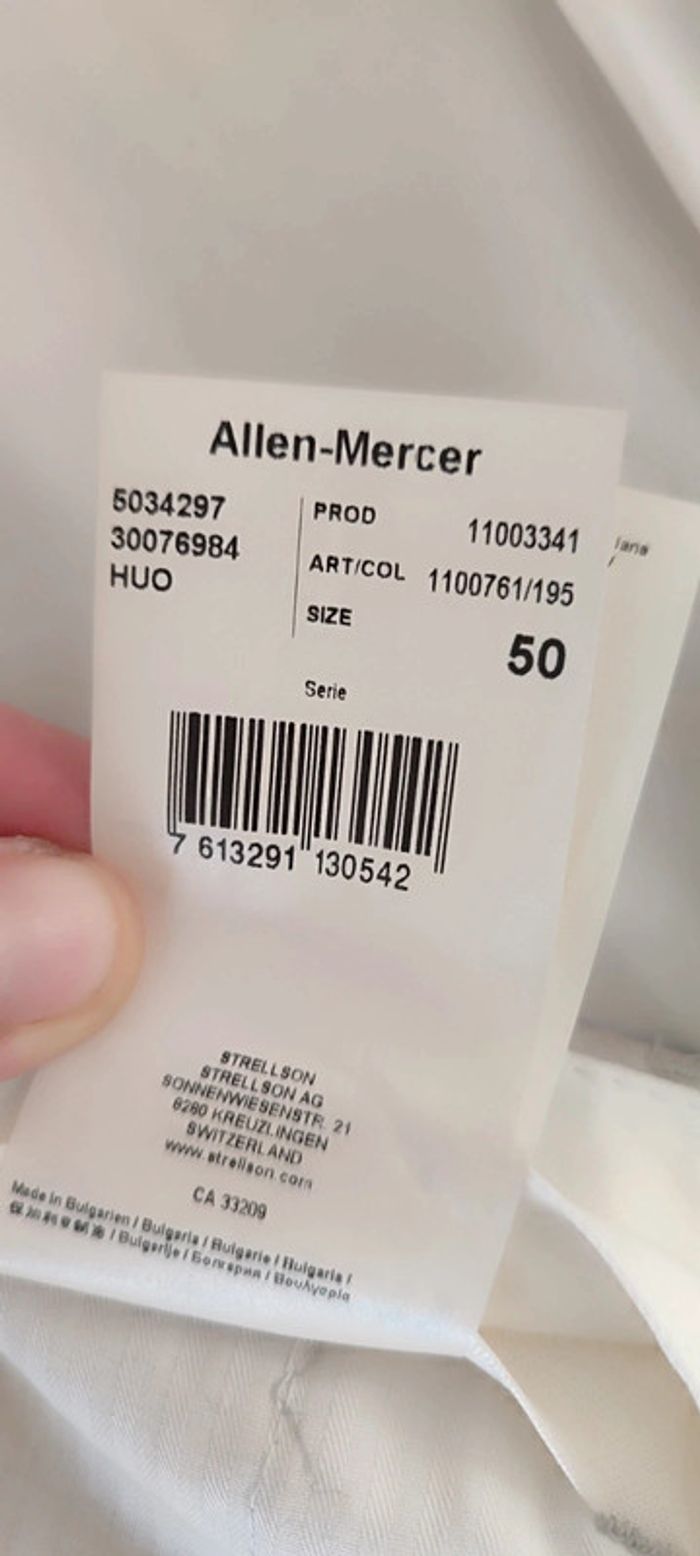 Allen-Mercer
5034297
30076984
HUO
PROD 11003341
ART/COL 1100761/195
SIZE 50
Serie
7 613291 130542
STRELLSON
STRELLSON AG
SONNENWIESENSTR. 21
8280 KREUZLINGEN
SWITZERLAND
www.strellson.com
CA 33209
Made in Bulgarien / Bulgaria / Bulgarie / Bulgaria /
/ Bulgarije / Болгария / Βουλγαρία
lana
/